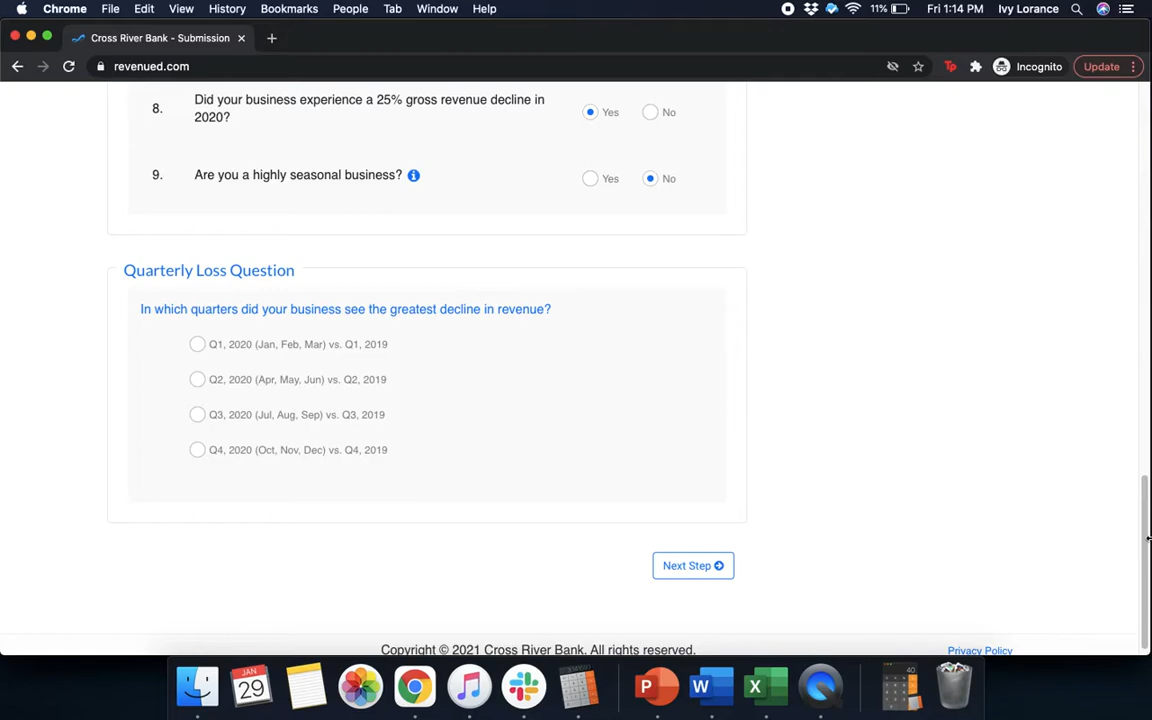 Chrome File Edit View History Bookmarks People Tab Window Help 11% Fri 1:14 PM Ivy Lorance
Cross River Bank - Submission
revenued.com Incognito Update
8. Did your business experience a 25% gross revenue decline in 2020? Yes No
9. Are you a highly seasonal business? Yes No
Quarterly Loss Question
In which quarters did your business see the greatest decline in revenue?
Q1, 2020 (Jan, Feb, Mar) vs. Q1, 2019
Q2, 2020 (Apr, May, Jun) vs. Q2, 2019
Q3, 2020 (Jul, Aug, Sep) vs. Q3, 2019
Q4, 2020 (Oct, Nov, Dec) vs. Q4, 2019
Next Step
Copyright © 2021 Cross River Bank. All rights reserved. Privacy Policy
JAN
29
P W X
40